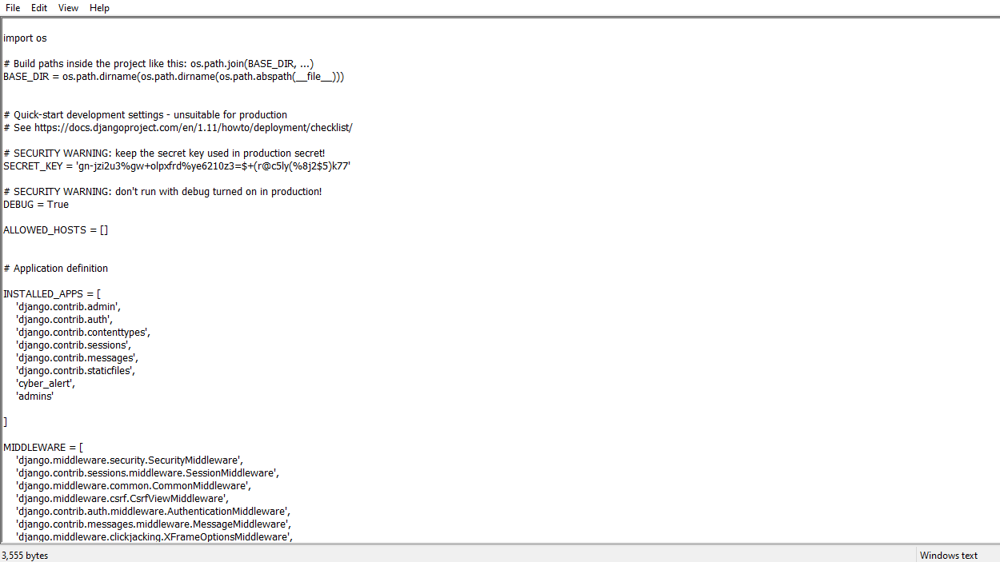 File Edit View Help
import os
# Build paths inside the project like this: os.path.join(BASE_DIR, ...)
BASE_DIR = os.path.dirname(os.path.dirname(os.path.abspath(__file__)))
# Quick-start development settings - unsuitable for production
# See https://docs.djangoproject.com/en/1.11/howto/deployment/checklist/
# SECURITY WARNING: keep the secret key used in production secret!
SECRET_KEY = 'gn-jzi2u3%gw+olpxfrd%ye6210z3=$+(r@c5ly(%8j2$5)k77'
# SECURITY WARNING: don't run with debug turned on in production!
DEBUG = True
ALLOWED_HOSTS = []
# Application definition
INSTALLED_APPS = [
    'django.contrib.admin',
    'django.contrib.auth',
    'django.contrib.contenttypes',
    'django.contrib.sessions',
    'django.contrib.messages',
    'django.contrib.staticfiles',
    'cyber_alert',
    'admins'
]
MIDDLEWARE = [
    'django.middleware.security.SecurityMiddleware',
    'django.contrib.sessions.middleware.SessionMiddleware',
    'django.middleware.common.CommonMiddleware',
    'django.middleware.csrf.CsrfViewMiddleware',
    'django.contrib.auth.middleware.AuthenticationMiddleware',
    'django.contrib.messages.middleware.MessageMiddleware',
    'django.middleware.clickjacking.XFrameOptionsMiddleware',
3,555 bytes Windows text